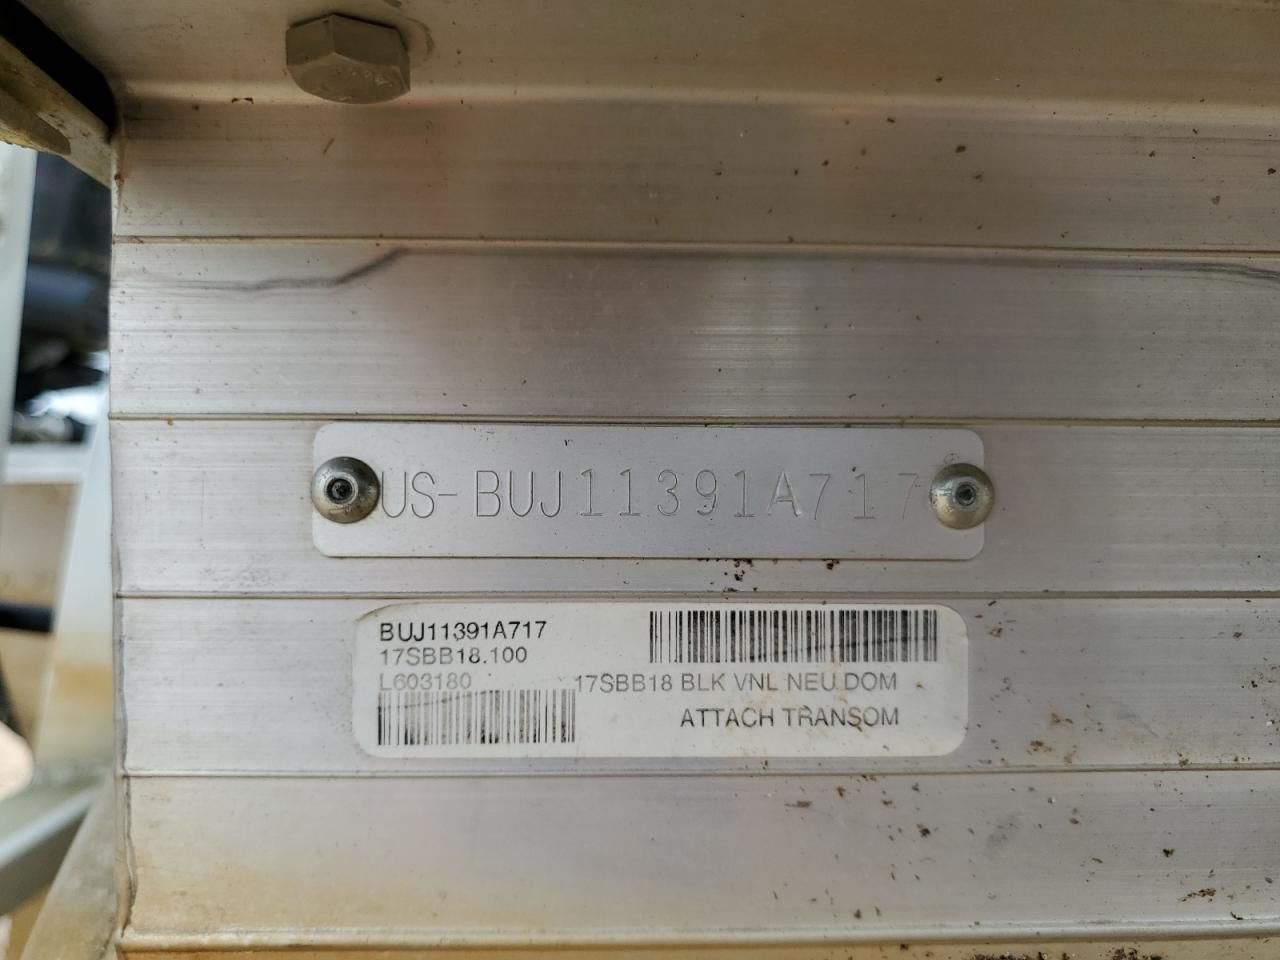 US-BUJ11391A717
BUJ11391A717
17SBB18.100
L603180
17SBB18 BLK VNL NEU DOM
ATTACH TRANSOM